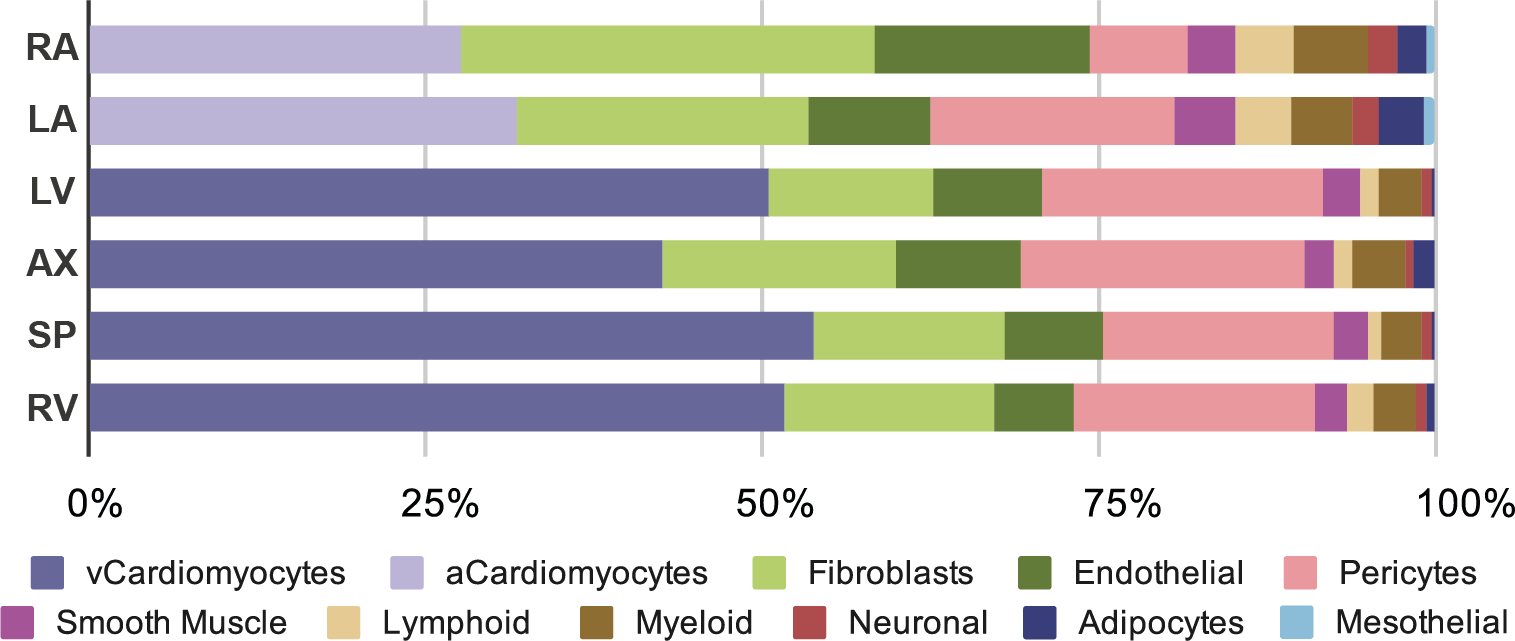 RA
LA
LV
AX
SP
RV
0% 25% 50% 75% 100%
vCardiomyocytes aCardiomyocytes Fibroblasts Endothelial Pericytes
Smooth Muscle Lymphoid Myeloid Neuronal Adipocytes Mesothelial